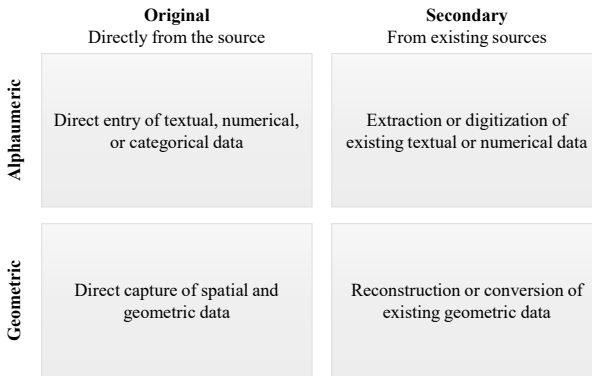 Original
Directly from the source
Secondary
From existing sources
Alphaumeric
Direct entry of textual, numerical,
or categorical data
Extraction or digitization of
existing textual or numerical data
Geometric
Direct capture of spatial and
geometric data
Reconstruction or conversion of
existing geometric data